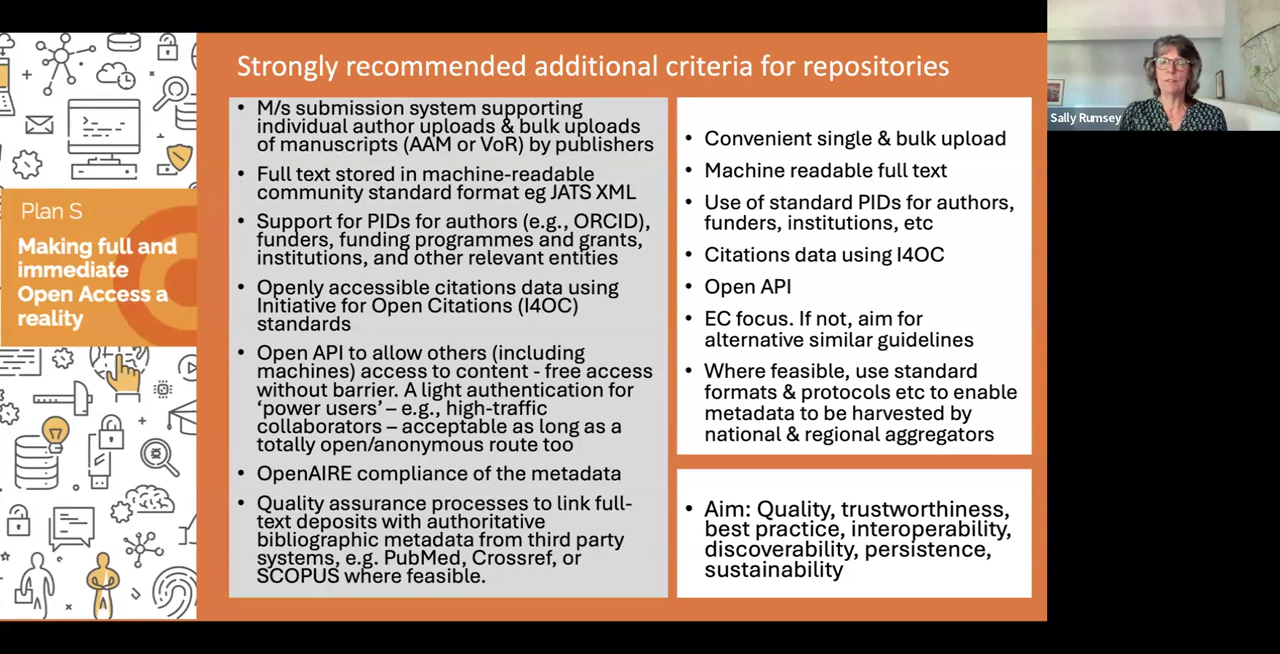 Strongly recommended additional criteria for repositories
Plan S
Making full and
immediate
Open Access a
reality
• M/s submission system supporting
individual author uploads & bulk uploads
of manuscripts (AAM or VoR) by publishers
• Full text stored in machine-readable
community standard format eg JATS XML
• Support for PIDs for authors (e.g., ORCID),
funders, funding programmes and grants,
institutions, and other relevant entities
• Openly accessible citations data using
Initiative for Open Citations (I4OC)
standards
• Open API to allow others (including
machines) access to content - free access
without barrier. A light authentication for
‘power users’ – e.g., high-traffic
collaborators – acceptable as long as a
totally open/anonymous route too
• OpenAIRE compliance of the metadata
• Quality assurance processes to link full-
text deposits with authoritative
bibliographic metadata from third party
systems, e.g. PubMed, Crossref, or
SCOPUS where feasible.
• Convenient single & bulk upload
• Machine readable full text
• Use of standard PIDs for authors,
funders, institutions, etc
• Citations data using I4OC
• Open API
• EC focus. If not, aim for
alternative similar guidelines
• Where feasible, use standard
formats & protocols etc to enable
metadata to be harvested by
national & regional aggregators
• Aim: Quality, trustworthiness,
best practice, interoperability,
discoverability, persistence,
sustainability
Sally Rumsey